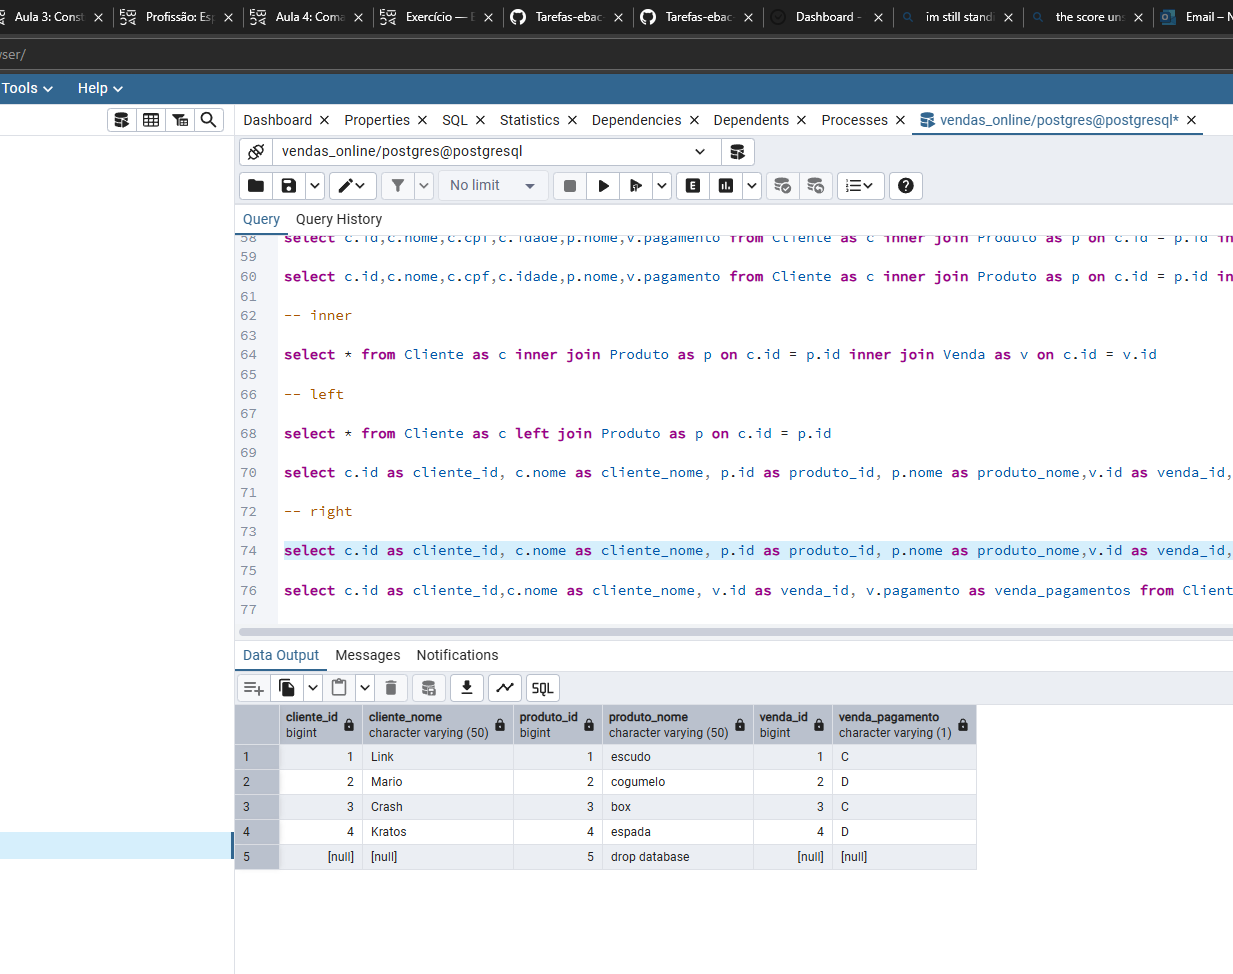 Aula 3: Const
Profissão: Esp
Aula 4: Coma
Exercício — E
Tarefas-ebac
Tarefas-ebac
Dashboard -
im still standi
the score uns
Email – N
ser/
Tools
Help
Dashboard
Properties
SQL
Statistics
Dependencies
Dependents
Processes
vendas_online/postgres@postgresql*
vendas_online/postgres@postgresql
No limit
E
Query
Query History
58 select c.id,c.nome,c.cpf,c.idade,p.nome,v.pagamento from Cliente as c inner join Produto as p on c.id = p.id in
59
60 select c.id,c.nome,c.cpf,c.idade,p.nome,v.pagamento from Cliente as c inner join Produto as p on c.id = p.id in
61
62 -- inner
63
64 select * from Cliente as c inner join Produto as p on c.id = p.id inner join Venda as v on c.id = v.id
65
66 -- left
67
68 select * from Cliente as c left join Produto as p on c.id = p.id
69
70 select c.id as cliente_id, c.nome as cliente_nome, p.id as produto_id, p.nome as produto_nome,v.id as venda_id,
71
72 -- right
73
74 select c.id as cliente_id, c.nome as cliente_nome, p.id as produto_id, p.nome as produto_nome,v.id as venda_id,
75
76 select c.id as cliente_id,c.nome as cliente_nome, v.id as venda_id, v.pagamento as venda_pagamentos from Client
77
Data Output
Messages
Notifications
SQL
cliente_id cliente_nome produto_id produto_nome venda_id venda_pagamento
bigint character varying (50) bigint character varying (50) bigint character varying (1)
1 1 Link 1 escudo 1 C
2 2 Mario 2 cogumelo 2 D
3 3 Crash 3 box 3 C
4 4 Kratos 4 espada 4 D
5 [null] [null] 5 drop database [null] [null]